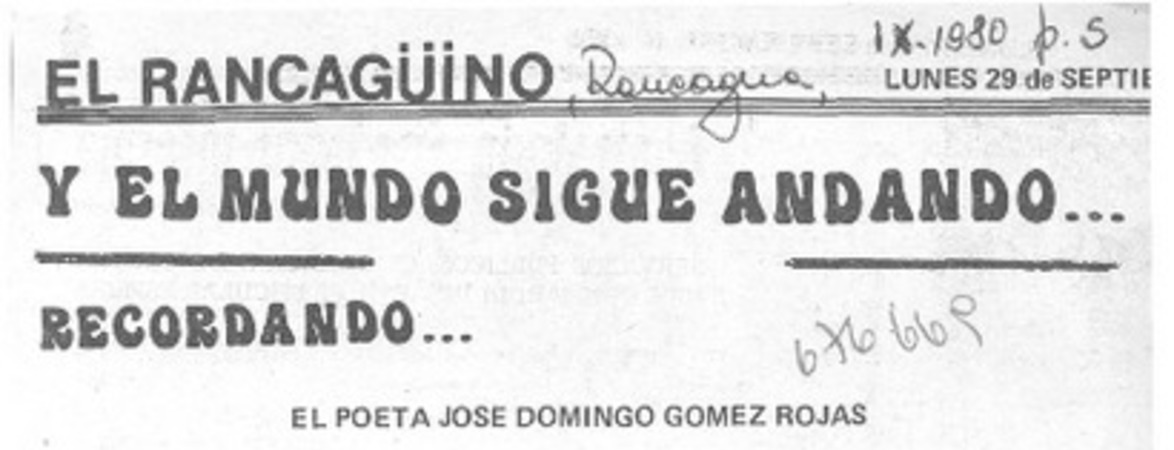 IX-1980 p. 5
EL RANCAGÜINO, Rancagua, LUNES 29 de SEPTIE
Y EL MUNDO SIGUE ANDANDO...
RECORDANDO...
676669
EL POETA JOSE DOMINGO GOMEZ ROJAS